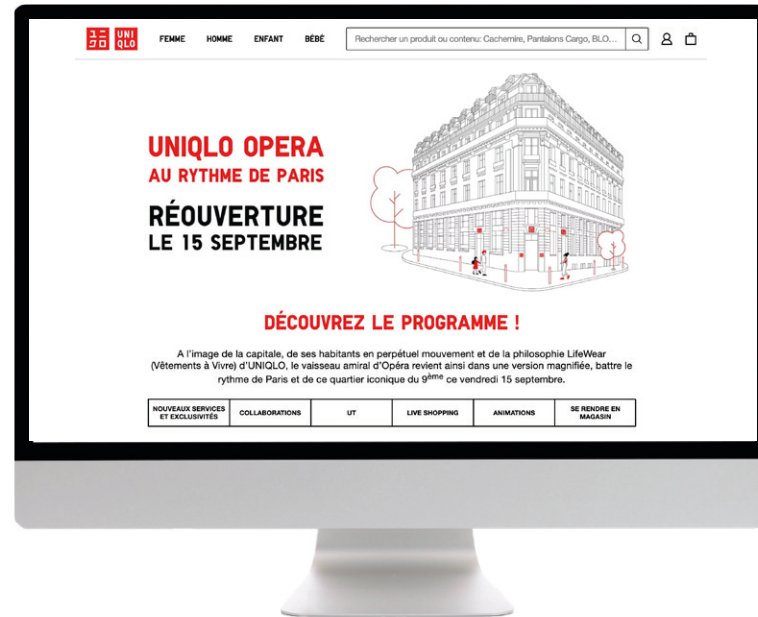 ユニ
クロ
UNI
QLO
FEMME HOMME ENFANT BÉBÉ Rechercher un produit ou contenu: Cachemire, Pantalons Cargo, BLO...
UNIQLO OPERA
AU RYTHME DE PARIS
RÉOUVERTURE
LE 15 SEPTEMBRE
DÉCOUVREZ LE PROGRAMME !
A l'image de la capitale, de ses habitants en perpétuel mouvement et de la philosophie LifeWear
(Vêtements à Vivre) d'UNIQLO, le vaisseau amiral d'Opéra revient ainsi dans une version magnifiée, battre le
rythme de Paris et de ce quartier iconique du 9ème ce vendredi 15 septembre.
NOUVEAUX SERVICES
ET EXCLUSIVITÉS
COLLABORATIONS
UT
LIVE SHOPPING
ANIMATIONS
SE RENDRE EN
MAGASIN